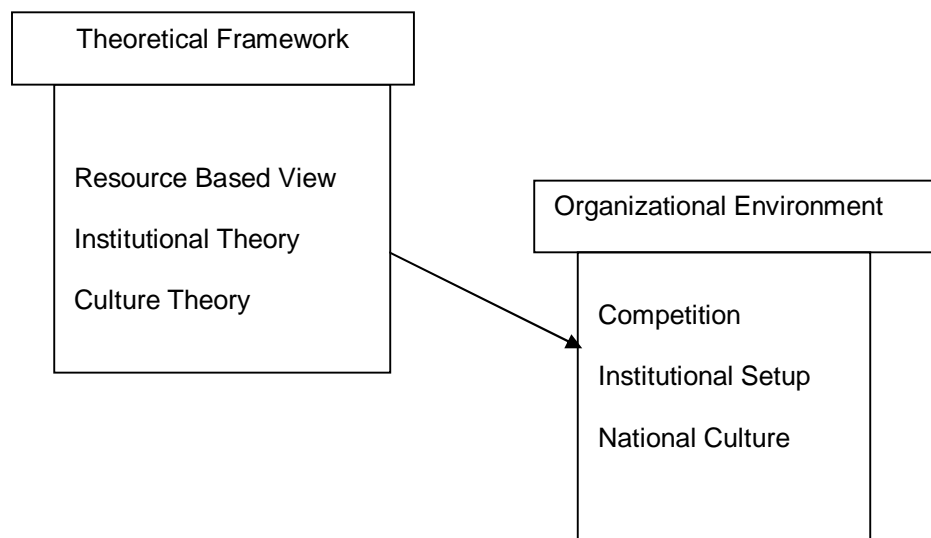 Theoretical Framework
Resource Based View
Institutional Theory
Culture Theory
Organizational Environment
Competition
Institutional Setup
National Culture